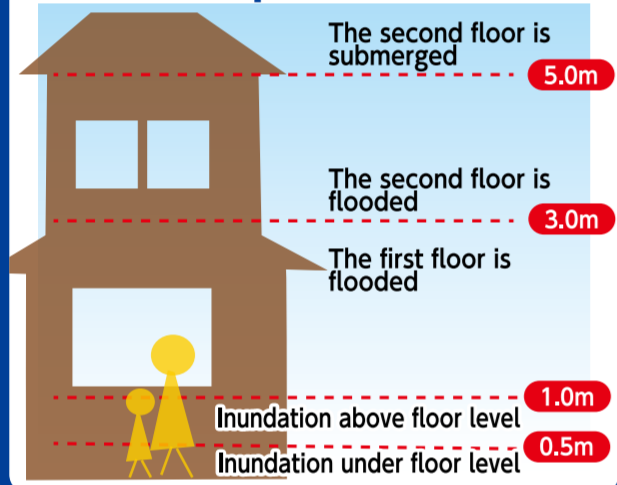 The second floor is
submerged
5.0m
The second floor is
flooded
3.0m
The first floor is
flooded
1.0m
Inundation above floor level
0.5m
Inundation under floor level